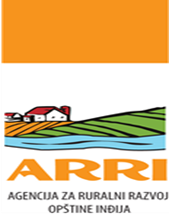 ARRI
AGENCIJA ZA RURALNI RAZVOJ
OPŠTINE INĐIJA